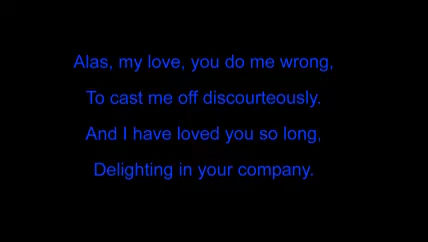 Alas, my love, you do me wrong,
To cast me off discourteously.
And I have loved you so long,
Delighting in your company.